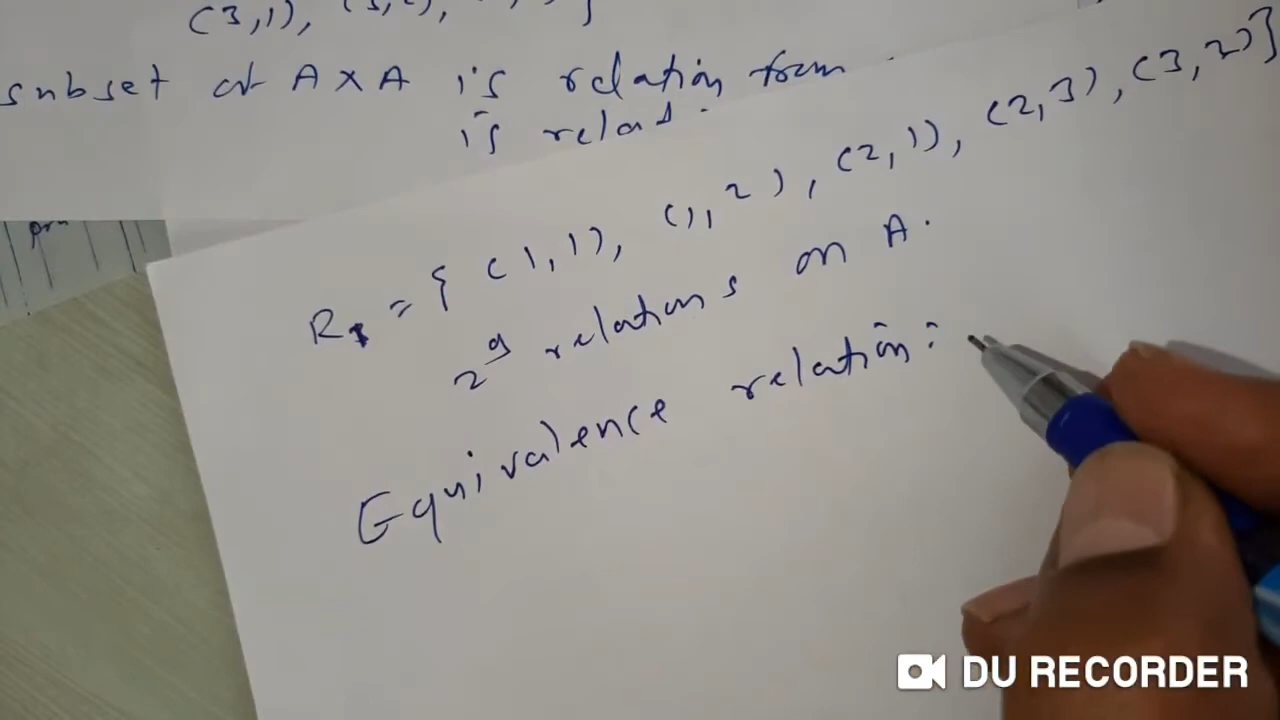 (3,1),
subset of A×A is relation from
is
R1 = { (1,1), (1,2), (2,1), (2,3), (3,2)}
2^9 relations on A.
Equivalence relation:
DU RECORDER